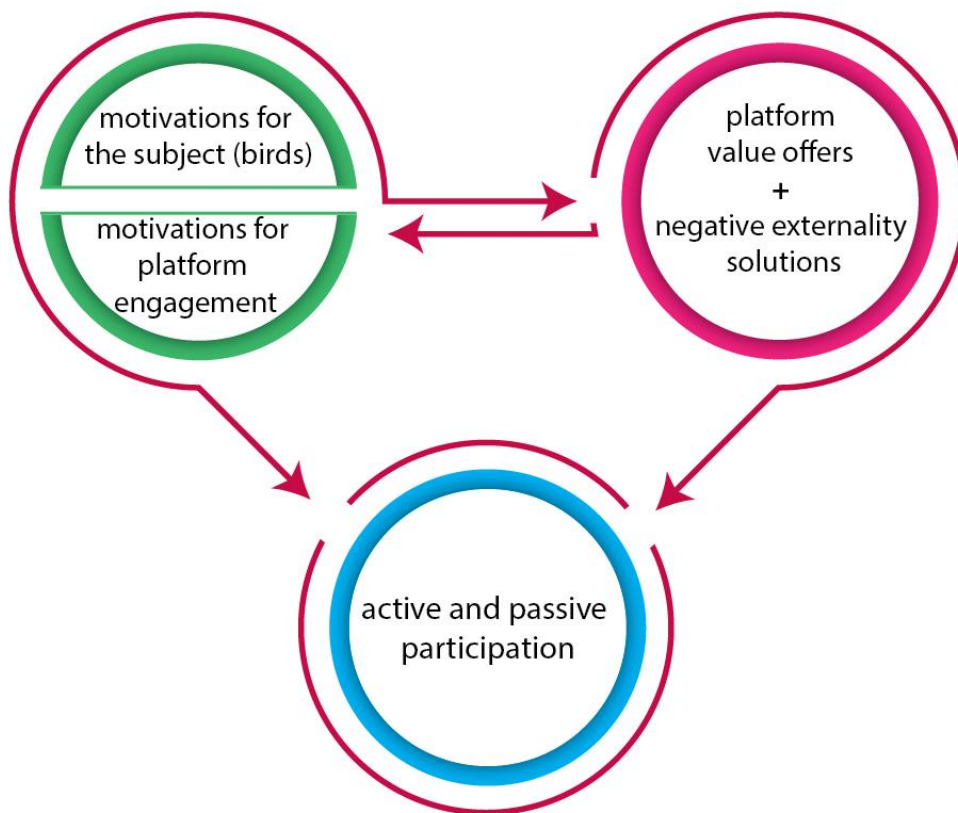 motivations for
the subject (birds)
motivations for
platform
engagement
platform
value offers
+
negative externality
solutions
active and passive
participation